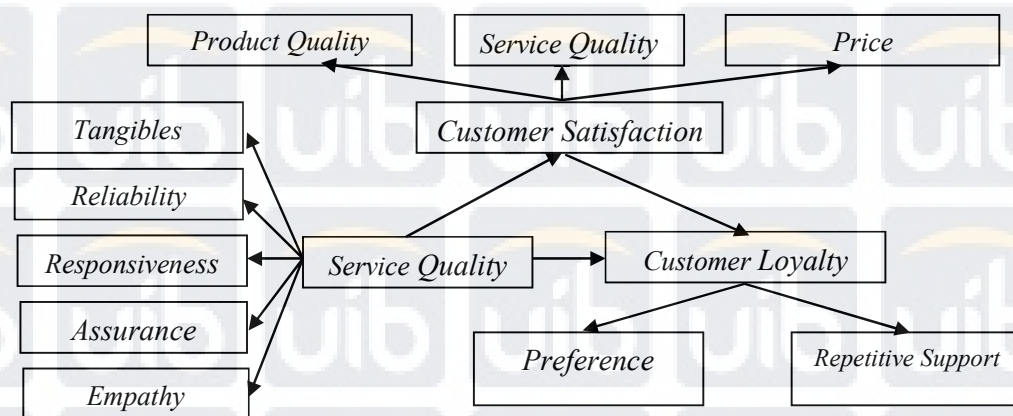 Product Quality
Service Quality
Price
Tangibles
Customer Satisfaction
Reliability
Responsiveness
Service Quality
Customer Loyalty
Assurance
Preference
Repetitive Support
Empathy
uib